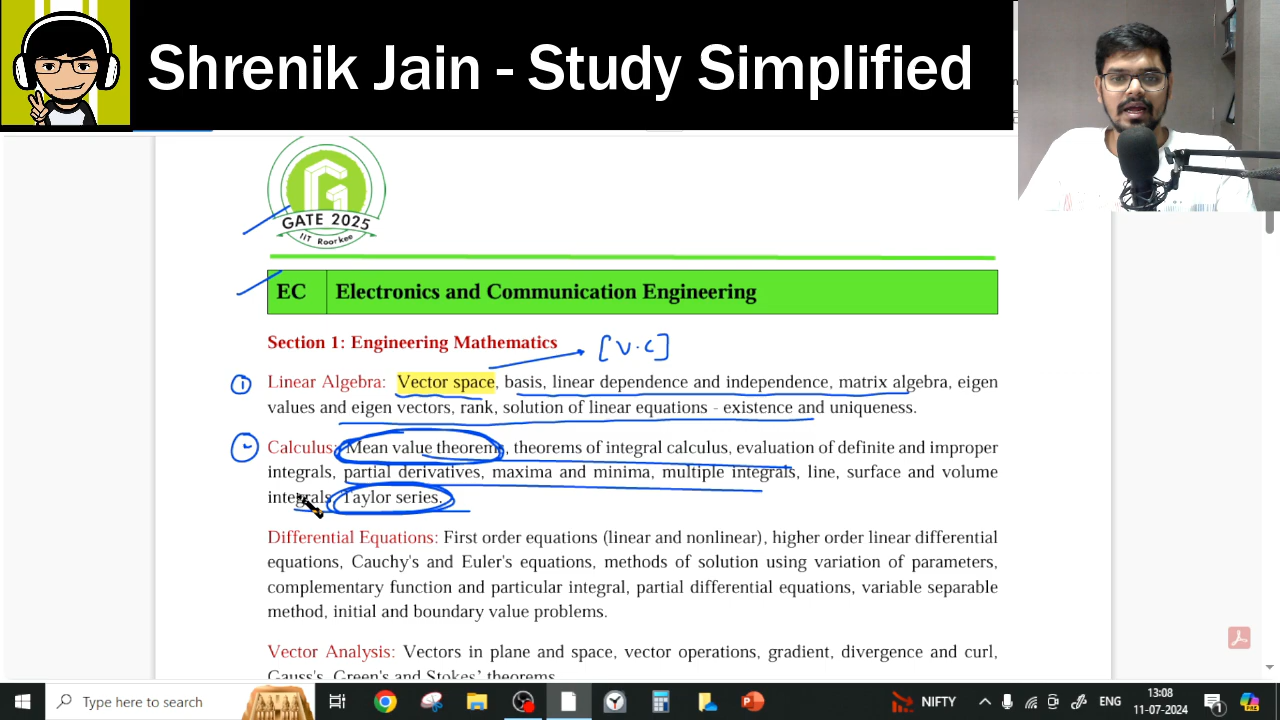 Shrenik Jain - Study Simplified
GATE 2025
IIT Roorkee
EC Electronics and Communication Engineering
Section 1: Engineering Mathematics
[V.C]
1
Linear Algebra: Vector space, basis, linear dependence and independence, matrix algebra, eigen
values and eigen vectors, rank, solution of linear equations - existence and uniqueness.
Calculus: Mean value theorems, theorems of integral calculus, evaluation of definite and improper
integrals, partial derivatives, maxima and minima, multiple integrals, line, surface and volume
integrals, Taylor series.
Differential Equations: First order equations (linear and nonlinear), higher order linear differential
equations, Cauchy's and Euler's equations, methods of solution using variation of parameters,
complementary function and particular integral, partial differential equations, variable separable
method, initial and boundary value problems.
Vector Analysis: Vectors in plane and space, vector operations, gradient, divergence and curl,
Gauss's, Green's and Stokes' theorems
Type here to search
NIFTY
ENG
13:08
11-07-2024
1